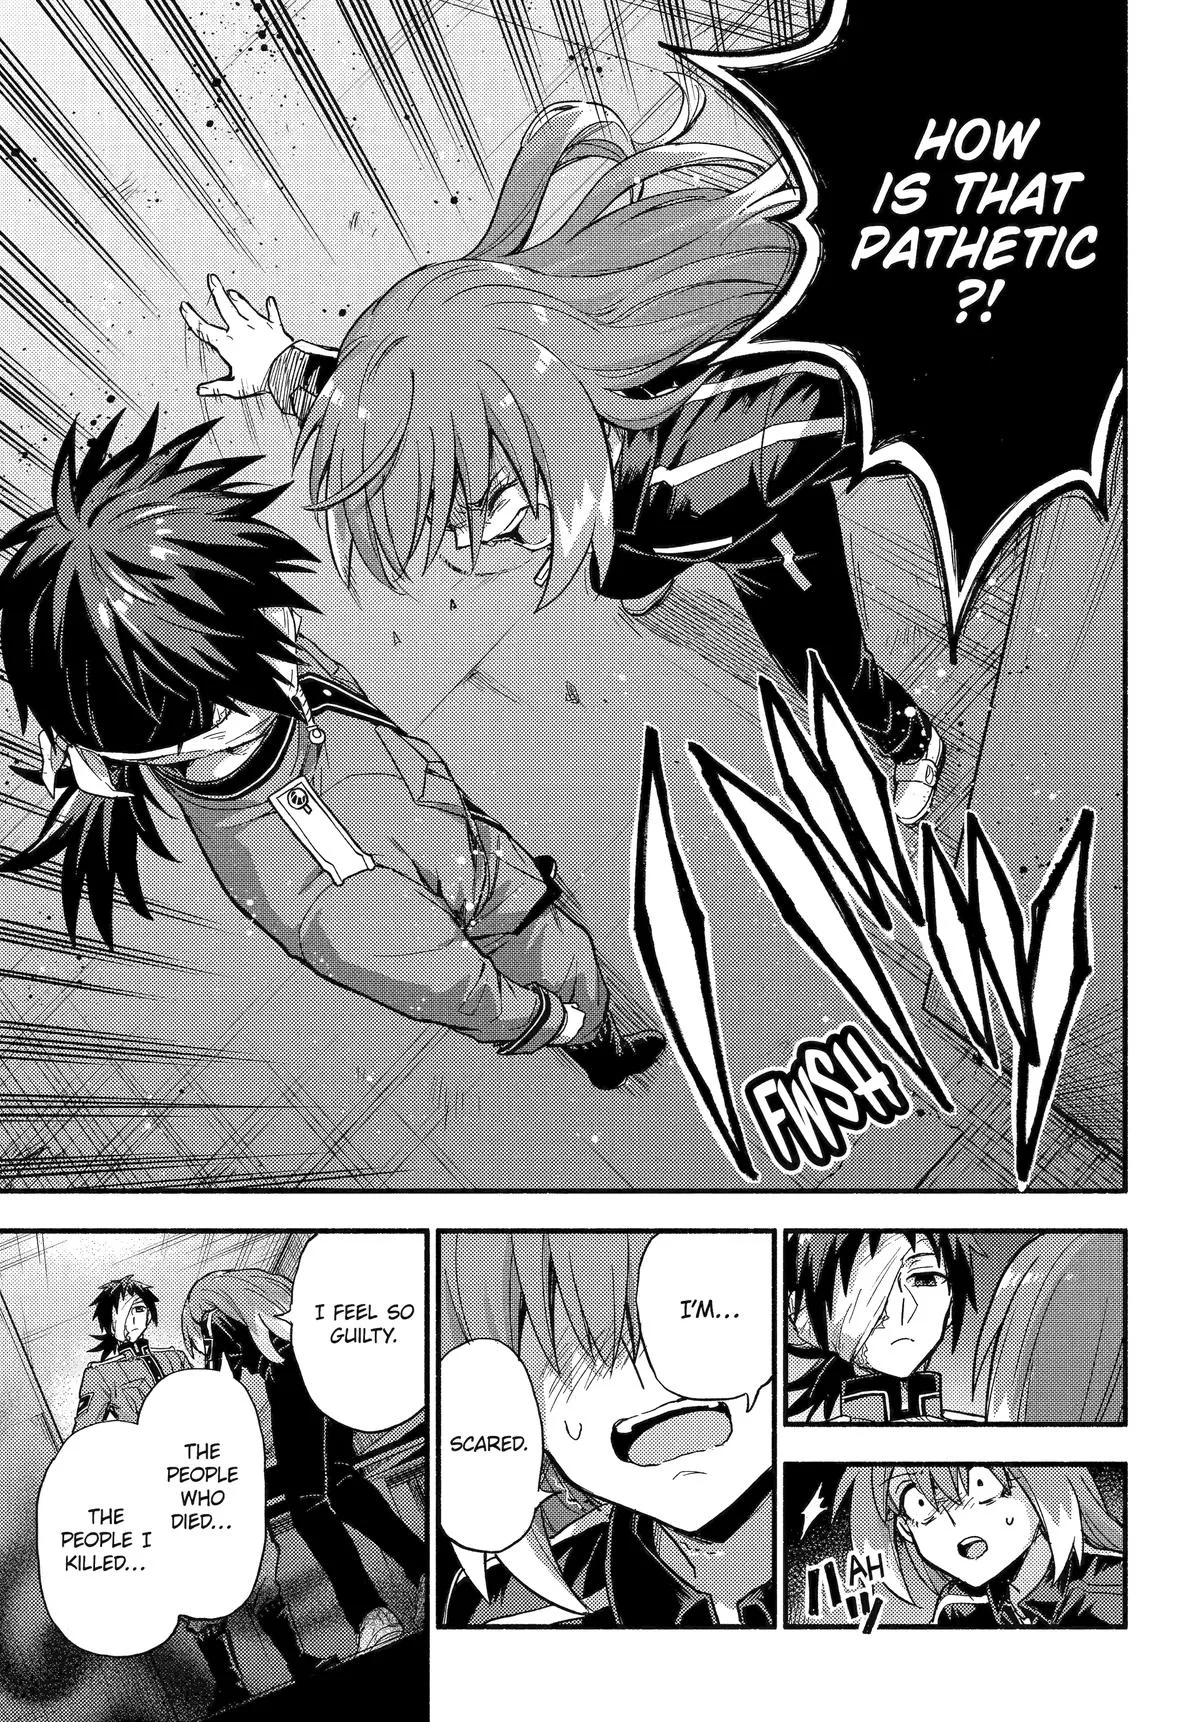 HOW
IS THAT
PATHETIC
?!
FWSH
AH
I'M...
SCARED.
I FEEL SO
GUILTY.
THE
PEOPLE
WHO
DIED...
THE
PEOPLE I
KILLED...